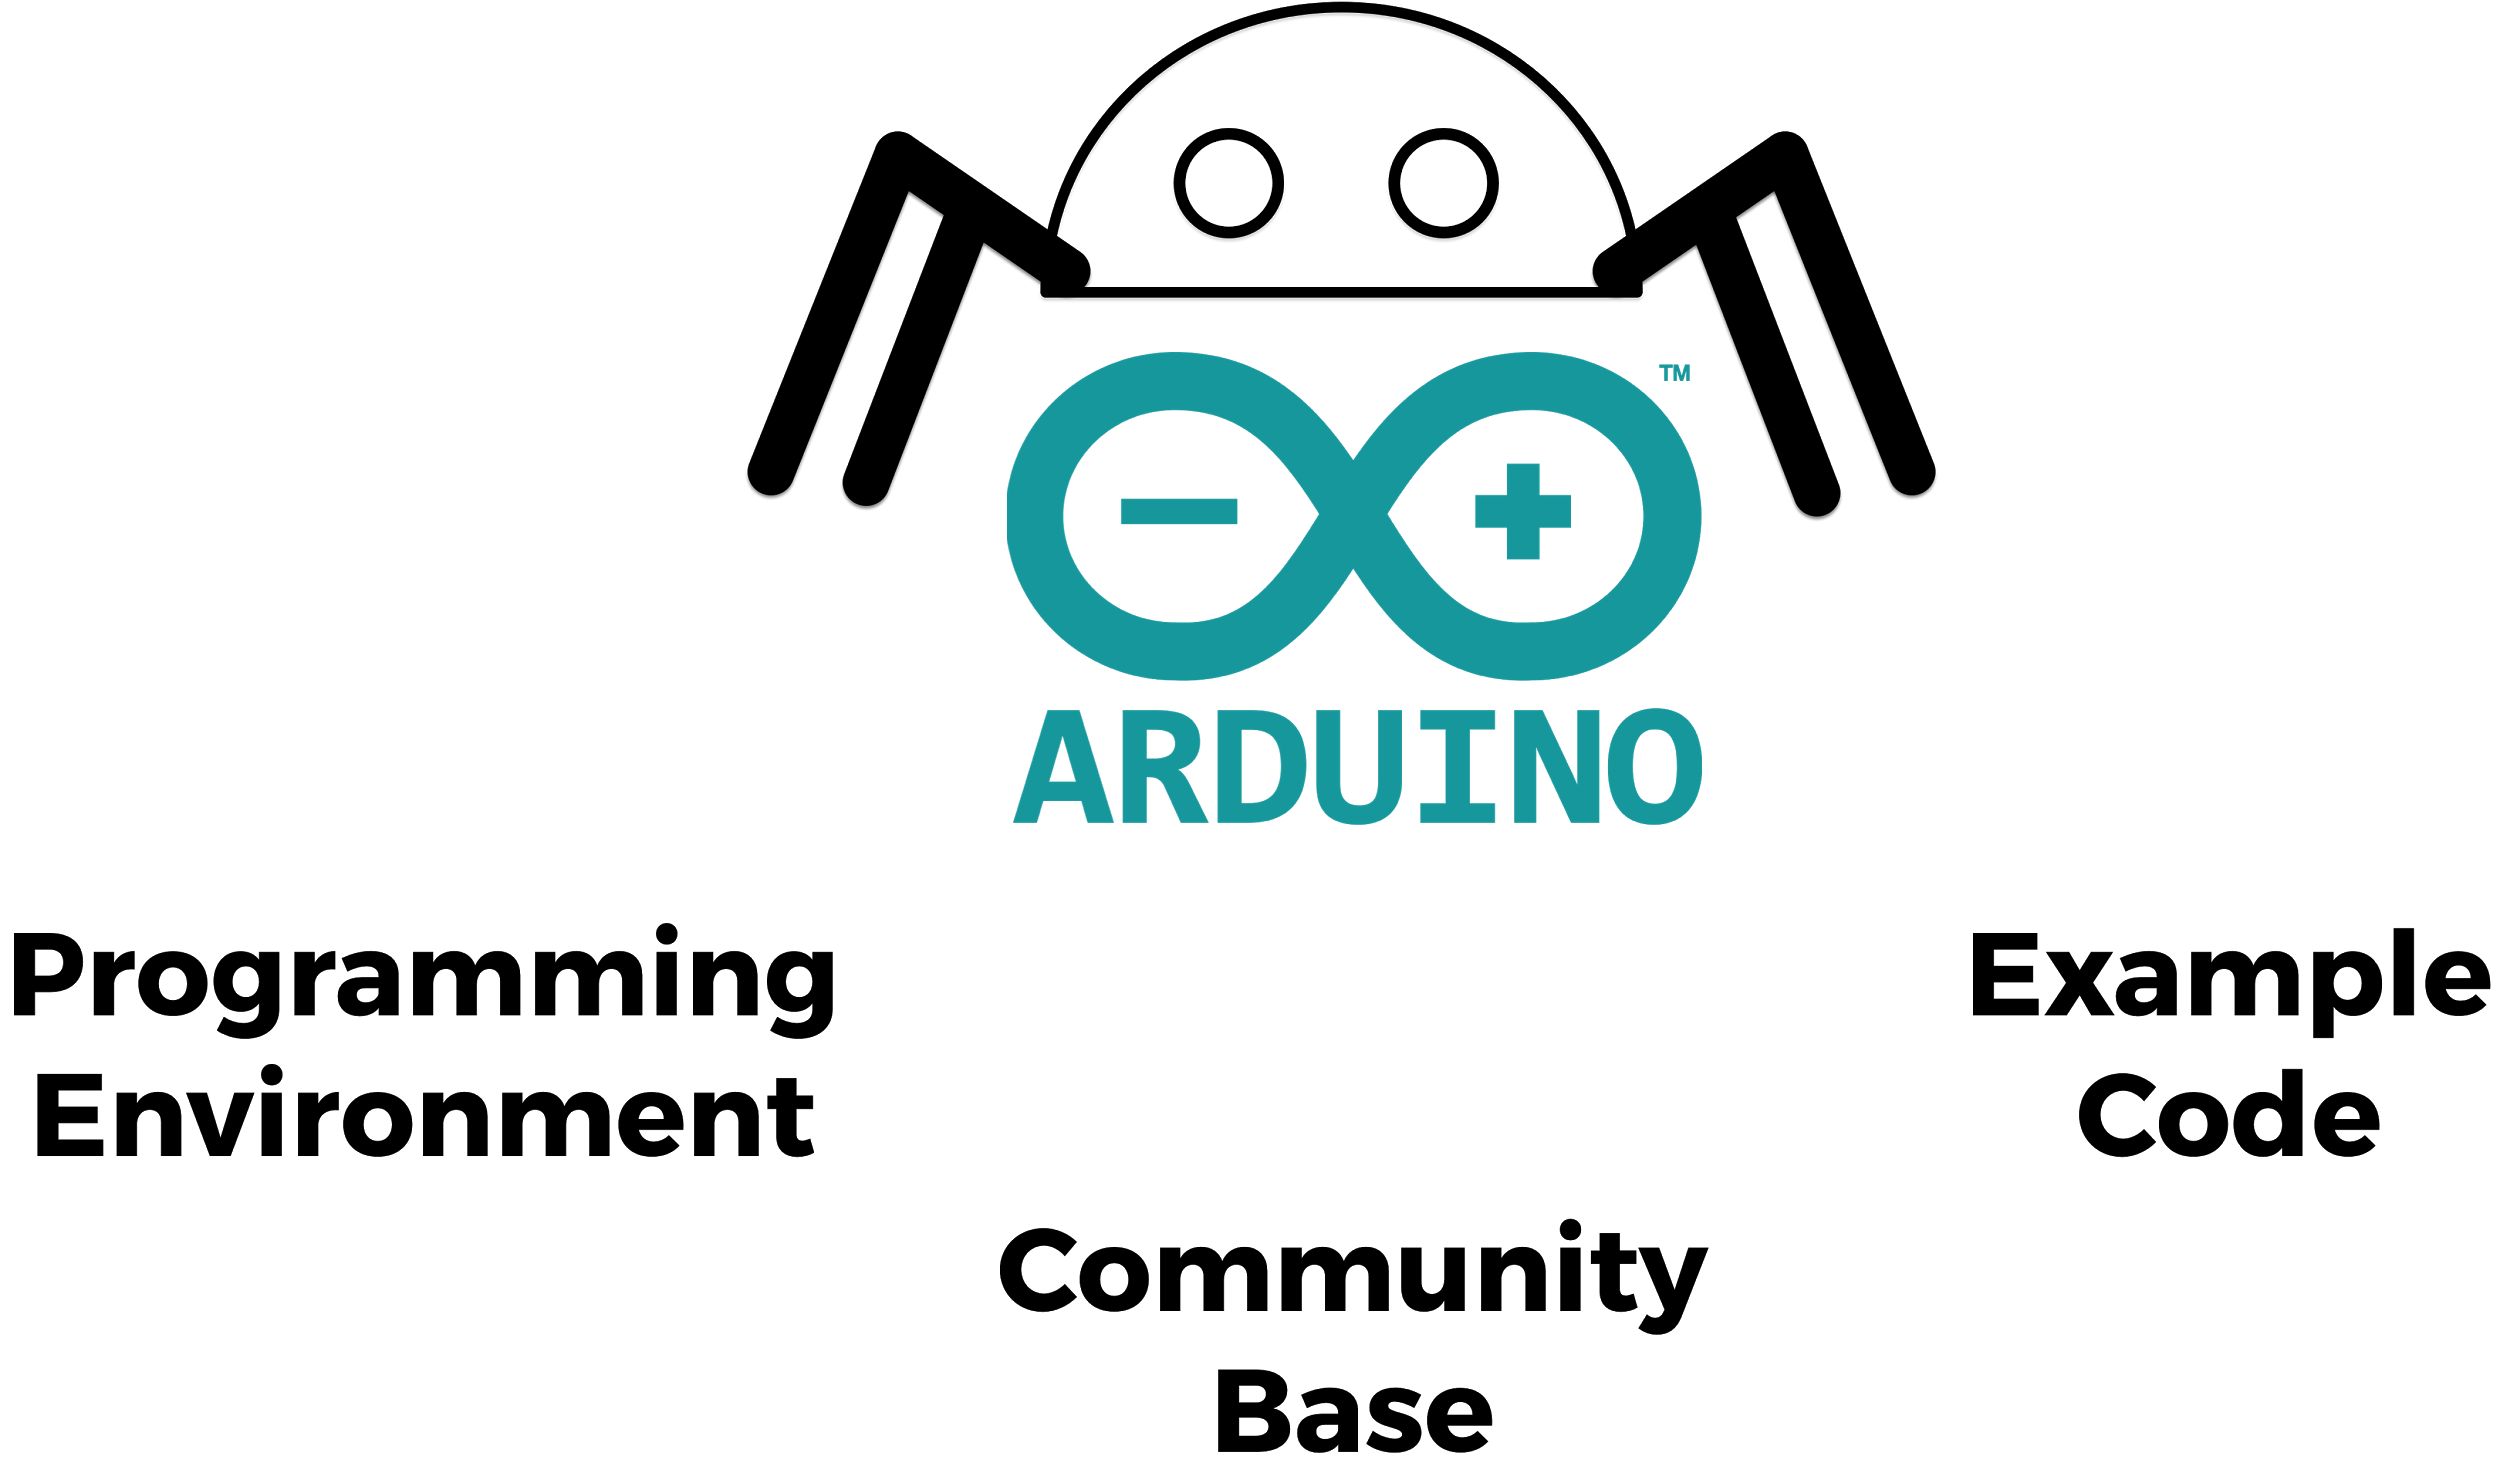 ™
ARDUINO
Programming
Environment
Example
Code
Community
Base